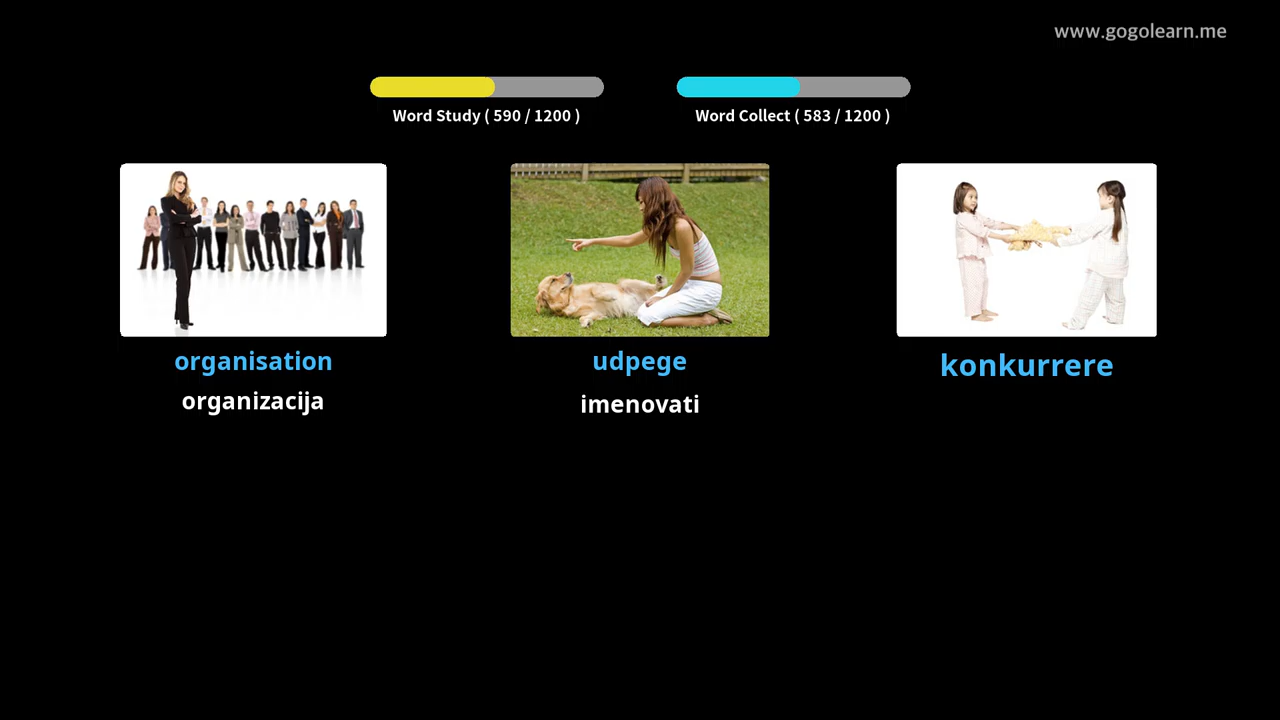 www.gogolearn.me
Word Study ( 590 / 1200 )
Word Collect ( 583 / 1200 )
organisation
udpege
konkurrere
organizacija
imenovati